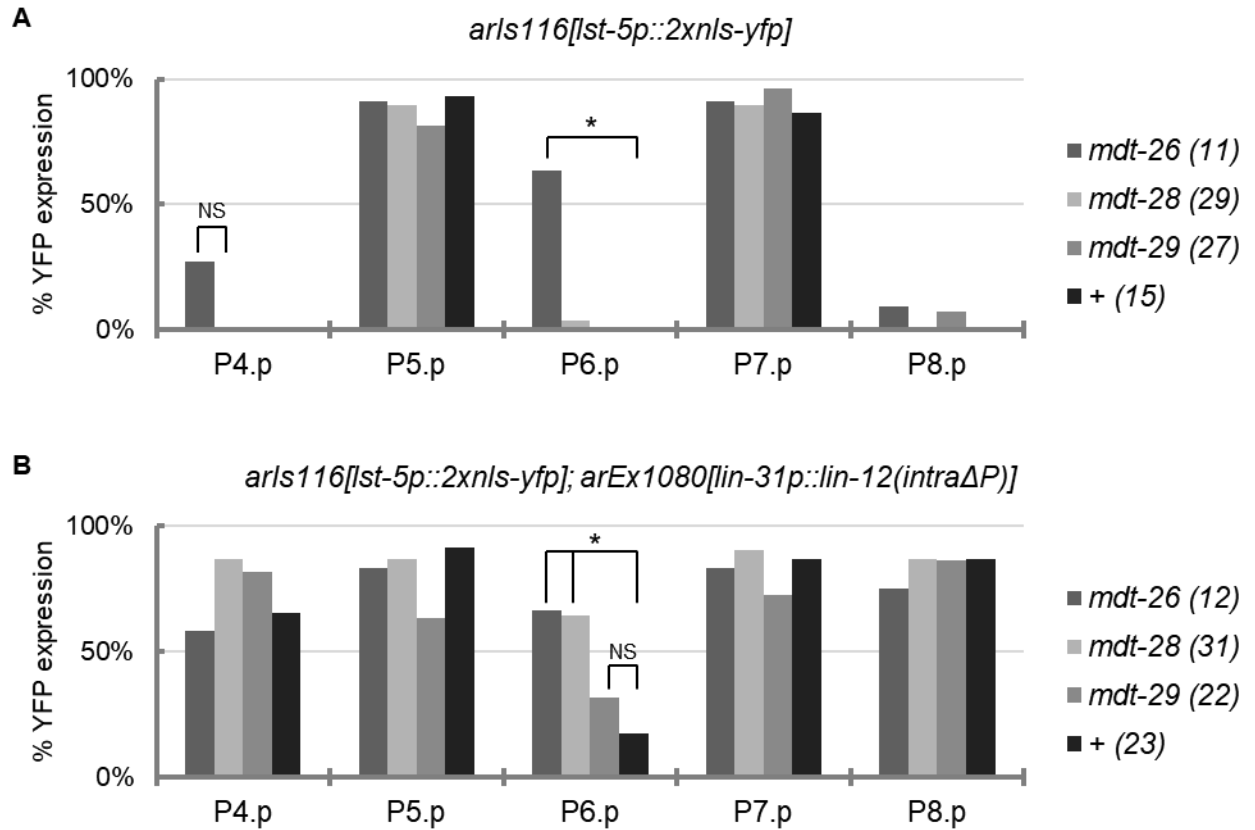 A
arIs116[lst-5p::2xnls-yfp]
% YFP expression
100%
50%
0%
NS
*
P4.p P5.p P6.p P7.p P8.p
mdt-26 (11)
mdt-28 (29)
mdt-29 (27)
+ (15)
B
arIs116[lst-5p::2xnls-yfp]; arEx1080[lin-31p::lin-12(intraΔP)]
% YFP expression
100%
50%
0%
*
NS
P4.p P5.p P6.p P7.p P8.p
mdt-26 (12)
mdt-28 (31)
mdt-29 (22)
+ (23)